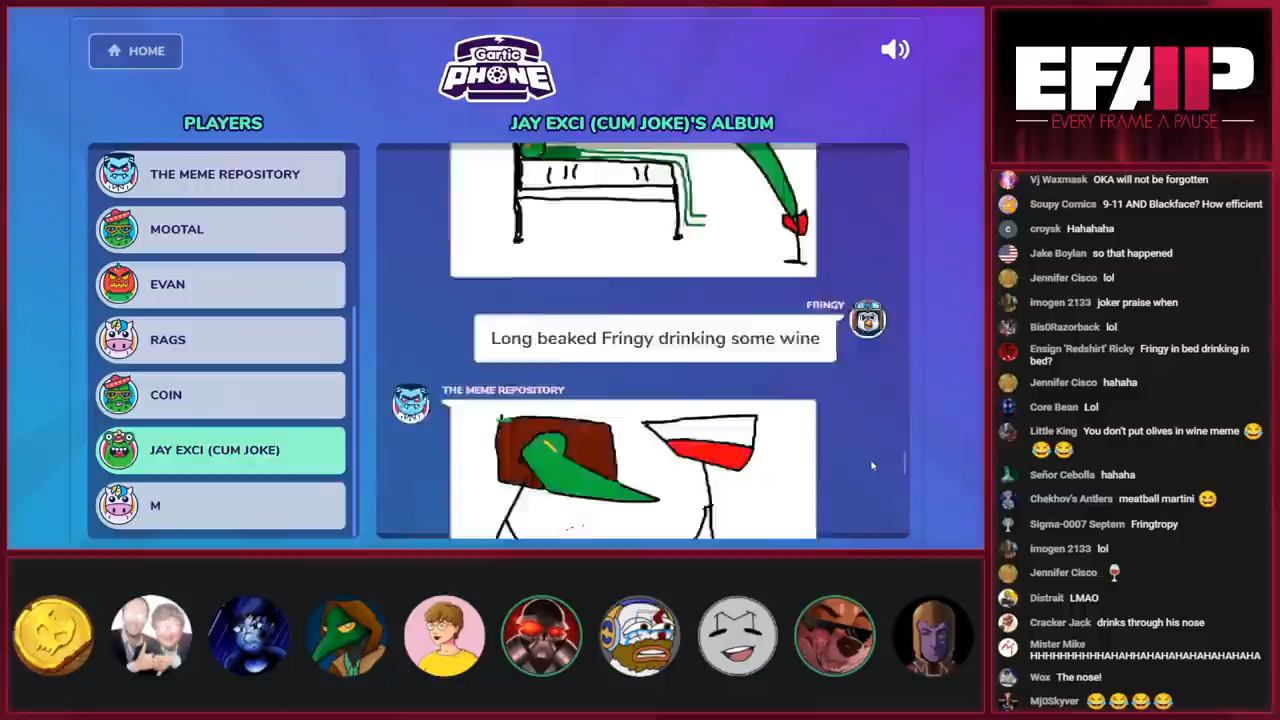 HOME
Gartic
PHONE
PLAYERS
THE MEME REPOSITORY
MOOTAL
EVAN
RAGS
COIN
JAY EXCI (CUM JOKE)
M
JAY EXCI (CUM JOKE)'S ALBUM
FRINGY
Long beaked Fringy drinking some wine
THE MEME REPOSITORY
EFAP
EVERY FRAME A PAUSE
Vj Waxmask OKA will not be forgotten
Soupy Comics 9-11 AND Blackface? How efficient
c croysk Hahahaha
Jake Boylan so that happened
Jennifer Cisco lol
imogen 2133 joker praise when
Bis0Razorback lol
Ensign 'Redshirt' Ricky Fringy in bed drinking in
bed?
Jennifer Cisco hahaha
Core Bean Lol
Little King You don't put olives in wine meme 😂
😂 😂
Señor Cebolla hahaha
Chekhov's Antlers meatball martini 😆
Sigma-0007 Septem Fringtropy
imogen 2133 lol
Jennifer Cisco 🍷
Distrait LMAO
Cracker Jack drinks through his nose
Mister Mike
HHHHHHHHHHAHAHHAHAHAHAHAHAHAHA
Wox The nose!
Mj0Skyver 😂 😂 😂 😂